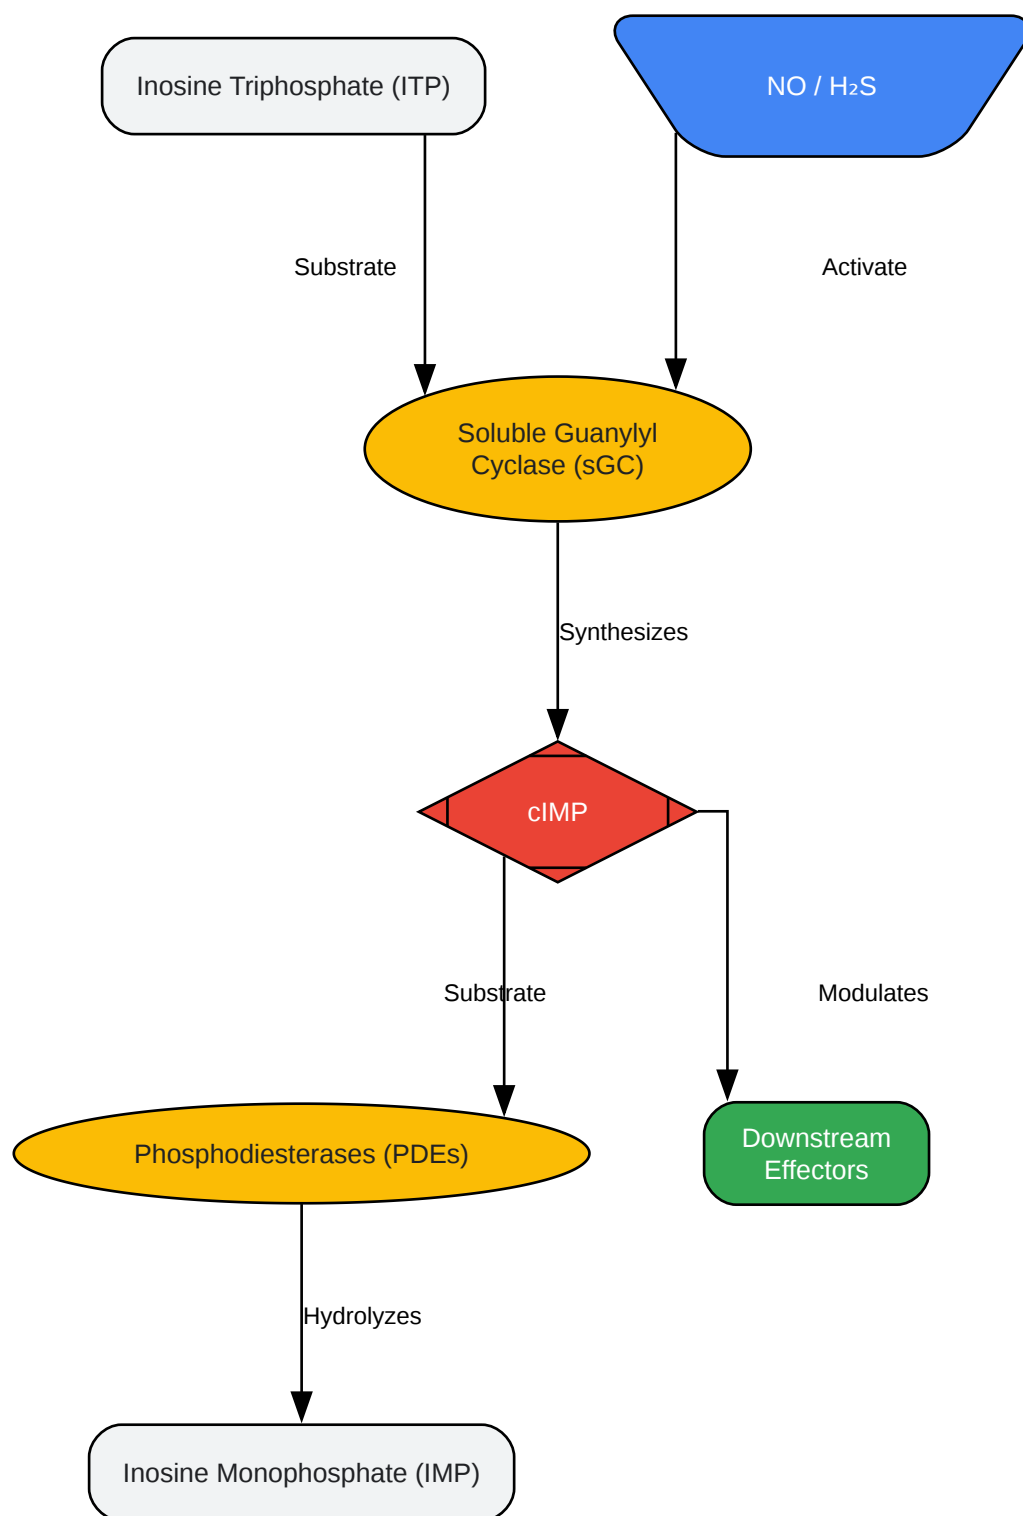 Inosine Triphosphate (ITP)
NO / H₂S
Substrate
Activate
Soluble Guanylyl
Cyclase (sGC)
Synthesizes
cIMP
Substrate
Modulates
Phosphodiesterases (PDEs)
Downstream
Effectors
Hydrolyzes
Inosine Monophosphate (IMP)